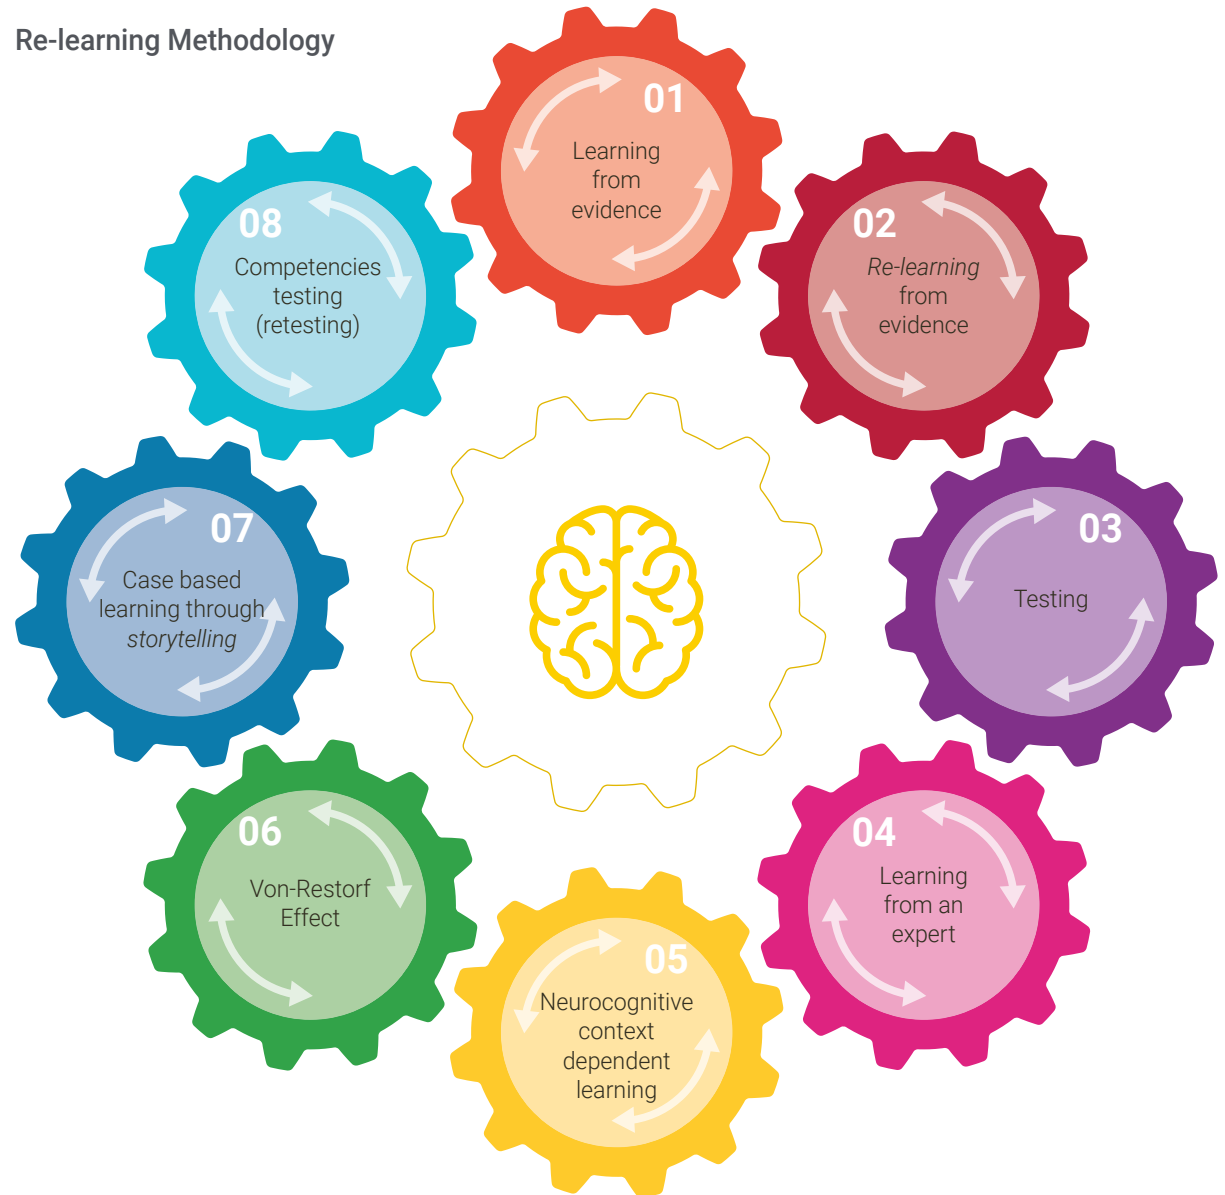 Re-learning Methodology
01
Learning
from
evidence
02
Re-learning
from
evidence
03
Testing
04
Learning
from an
expert
05
Neurocognitive
context
dependent
learning
06
Von-Restorf
Effect
07
Case based
learning through
storytelling
08
Competencies
testing
(retesting)